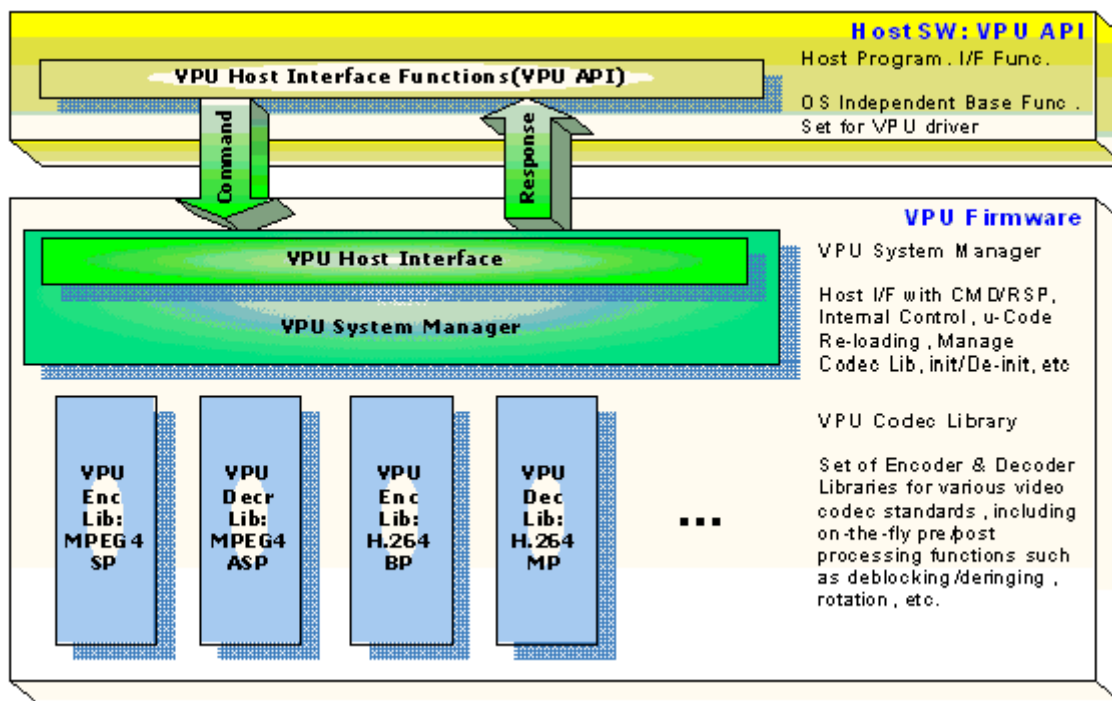 HostSW: VPU API
Host Program. I/F Func.
VPU Host Interface Functions(VPU API)
OS Independent Base Func .
Set for VPU driver
Command
Response
VPU Firmware
VPU Host Interface
VPU System Manager
VPU System Manager
Host I/F with CMD/RSP,
Internal Control, u-Code
Re-loading , Manage
Codec Lib, init/De-init, etc
VPU
Enc
Lib:
MPEG4
SP
VPU
Decr
Lib:
MPEG4
ASP
VPU
Enc
Lib:
H.264
BP
VPU
Dec
Lib:
H.264
MP
...
VPU Codec Library
Set of Encoder & Decoder
Libraries for various video
codec standards , including
on-the-fly pre/post
processing functions such
as deblocking/deringing ,
rotation , etc.